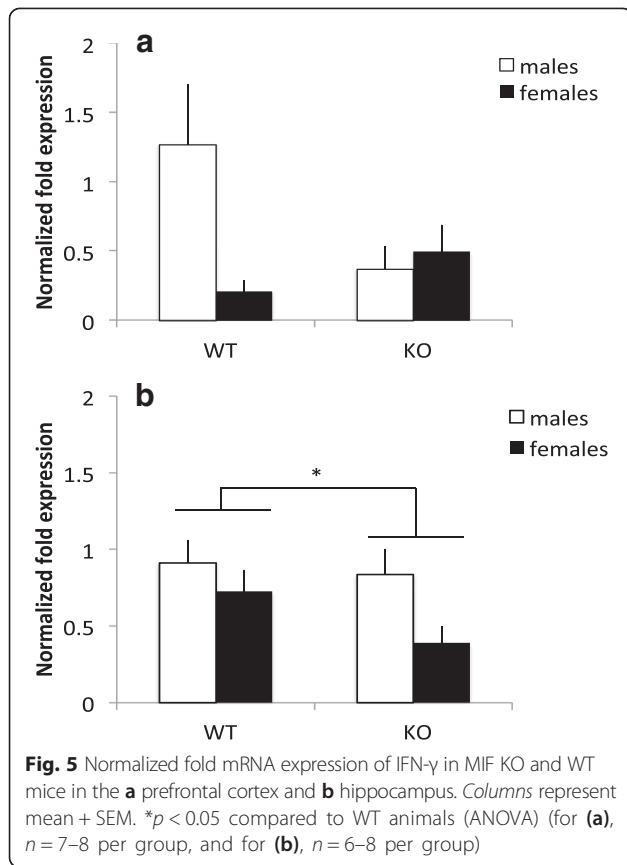 a
2
1.5
1
0.5
0
Normalized fold expression
males
females
WT
KO
b
2
1.5
1
0.5
0
Normalized fold expression
males
females
*
WT
KO
Fig. 5 Normalized fold mRNA expression of IFN-γ in MIF KO and WT
mice in the a prefrontal cortex and b hippocampus. Columns represent
mean + SEM. *p < 0.05 compared to WT animals (ANOVA) (for (a),
n = 7–8 per group, and for (b), n = 6–8 per group)